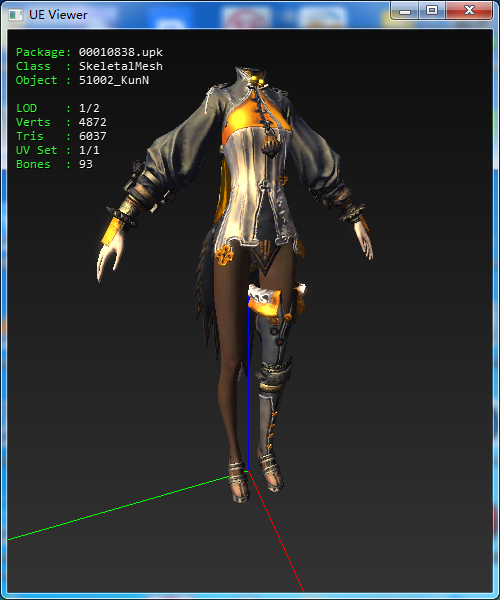 UE Viewer
Package: 00010838.upk
Class : SkeletalMesh
Object : 51002_KunN
LOD : 1/2
Verts : 4872
Tris : 6037
UV Set : 1/1
Bones : 93